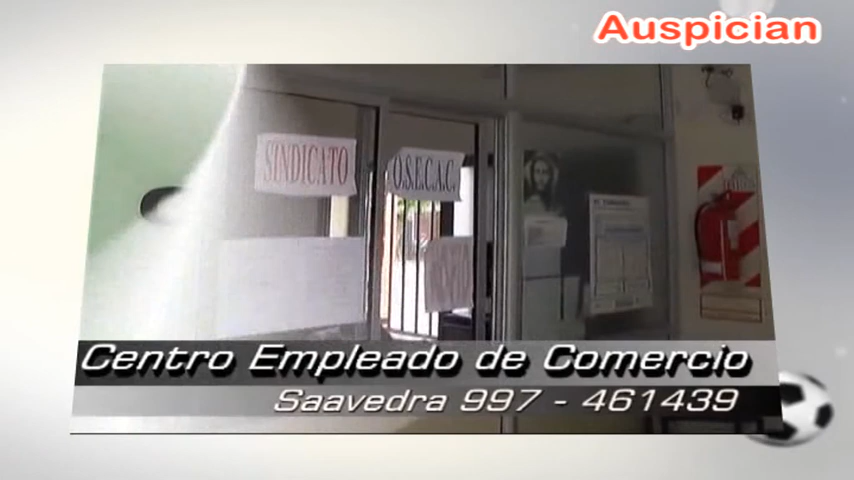 Auspician
SINDICATO
O.S.E.C.A.C.
Centro Empleado de Comercio
Saavedra 997 - 461439